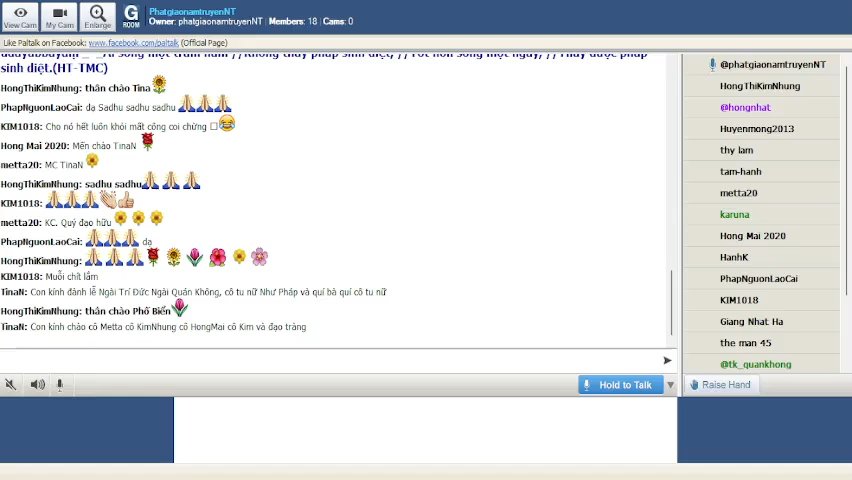 PhatgiaonamtruyenNT
Owner: phatgiaonamtruyenNT | Members: 18 | Cams: 0
View Cam
My Cam
Enlarge
G
ROOM
Like Paltalk on Facebook: www.facebook.com/paltalk (Official Page)
sinh diệt.(HT-TMC)
HongThiKimNhung: thân chào Tina
PhapNguonLaoCai: dạ Sadhu sadhu sadhu
KIM1018: Cho nó hết luôn khỏi mất công coi chừng
Hong Mai 2020: Mến chào TinaN
metta20: MC TinaN
HongThiKimNhung: sadhu sadhu
KIM1018:
metta20: KC. Quý đạo hữu
PhapNguonLaoCai: dạ
HongThiKimNhung:
KIM1018: Muỗi chít lắm
TinaN: Con kính đảnh lễ Ngài Trí Đức Ngài Quán Không, cô tu nữ Như Pháp và quí bà quí cô tu nữ
HongThiKimNhung: thân chào Phố Biển
TinaN: Con kính chào cô Metta cô KimNhung cô HongMai cô Kim và đạo tràng
Hold to Talk
@phatgiaonamtruyenNT
HongThiKimNhung
@hongnhat
Huyenmong2013
thy lam
tam-hanh
metta20
karuna
Hong Mai 2020
HanhK
PhapNguonLaoCai
KIM1018
Giang Nhat Ha
the man 45
@tk_quankhong
Raise Hand